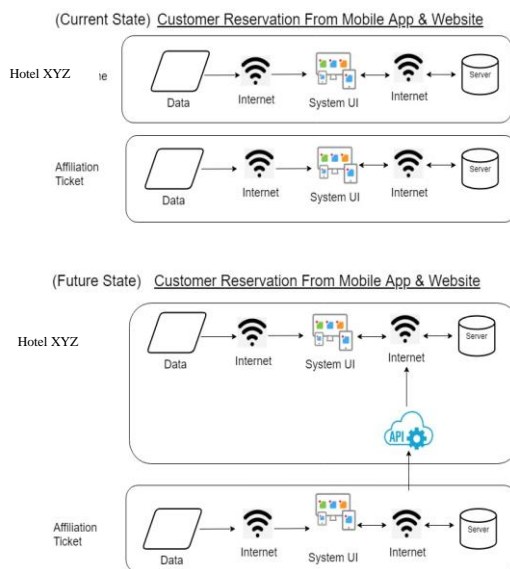 (Current State) Customer Reservation From Mobile App & Website
Hotel XYZ
Data
Internet
System UI
Internet
Server
Affiliation
Ticket
Data
Internet
System UI
Internet
Server
(Future State) Customer Reservation From Mobile App & Website
Hotel XYZ
Data
Internet
System UI
Internet
Server
API
Affiliation
Ticket
Data
Internet
System UI
Internet
Server